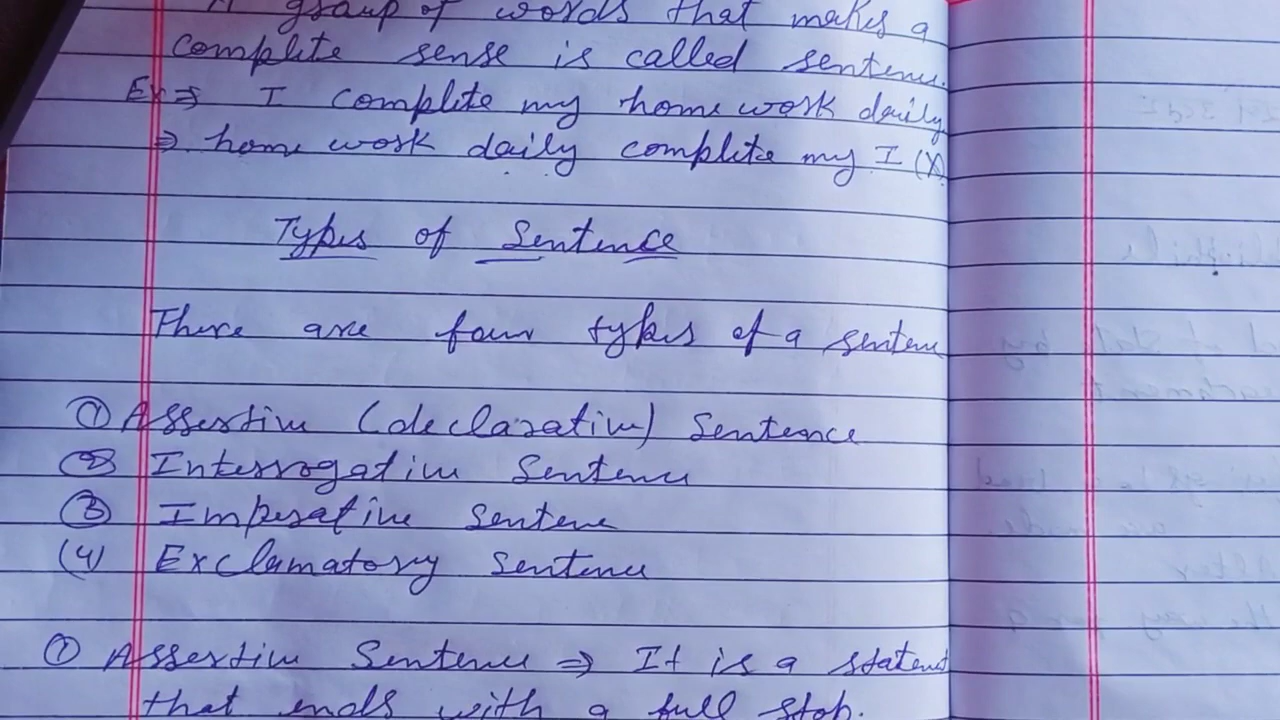 A group of words that makes a
complete sense is called sentence.
Ex ⇒ I complete my home work daily
⇒ home work daily complete my I (X)
Types of Sentence
There are four types of a sentence
① Assertive (declarative) Sentence
② Interrogative Sentence
③ Imperative Sentence
(4) Exclamatory Sentence
① Assertive Sentence ⇒ It is a statement
that ends with a full stop.